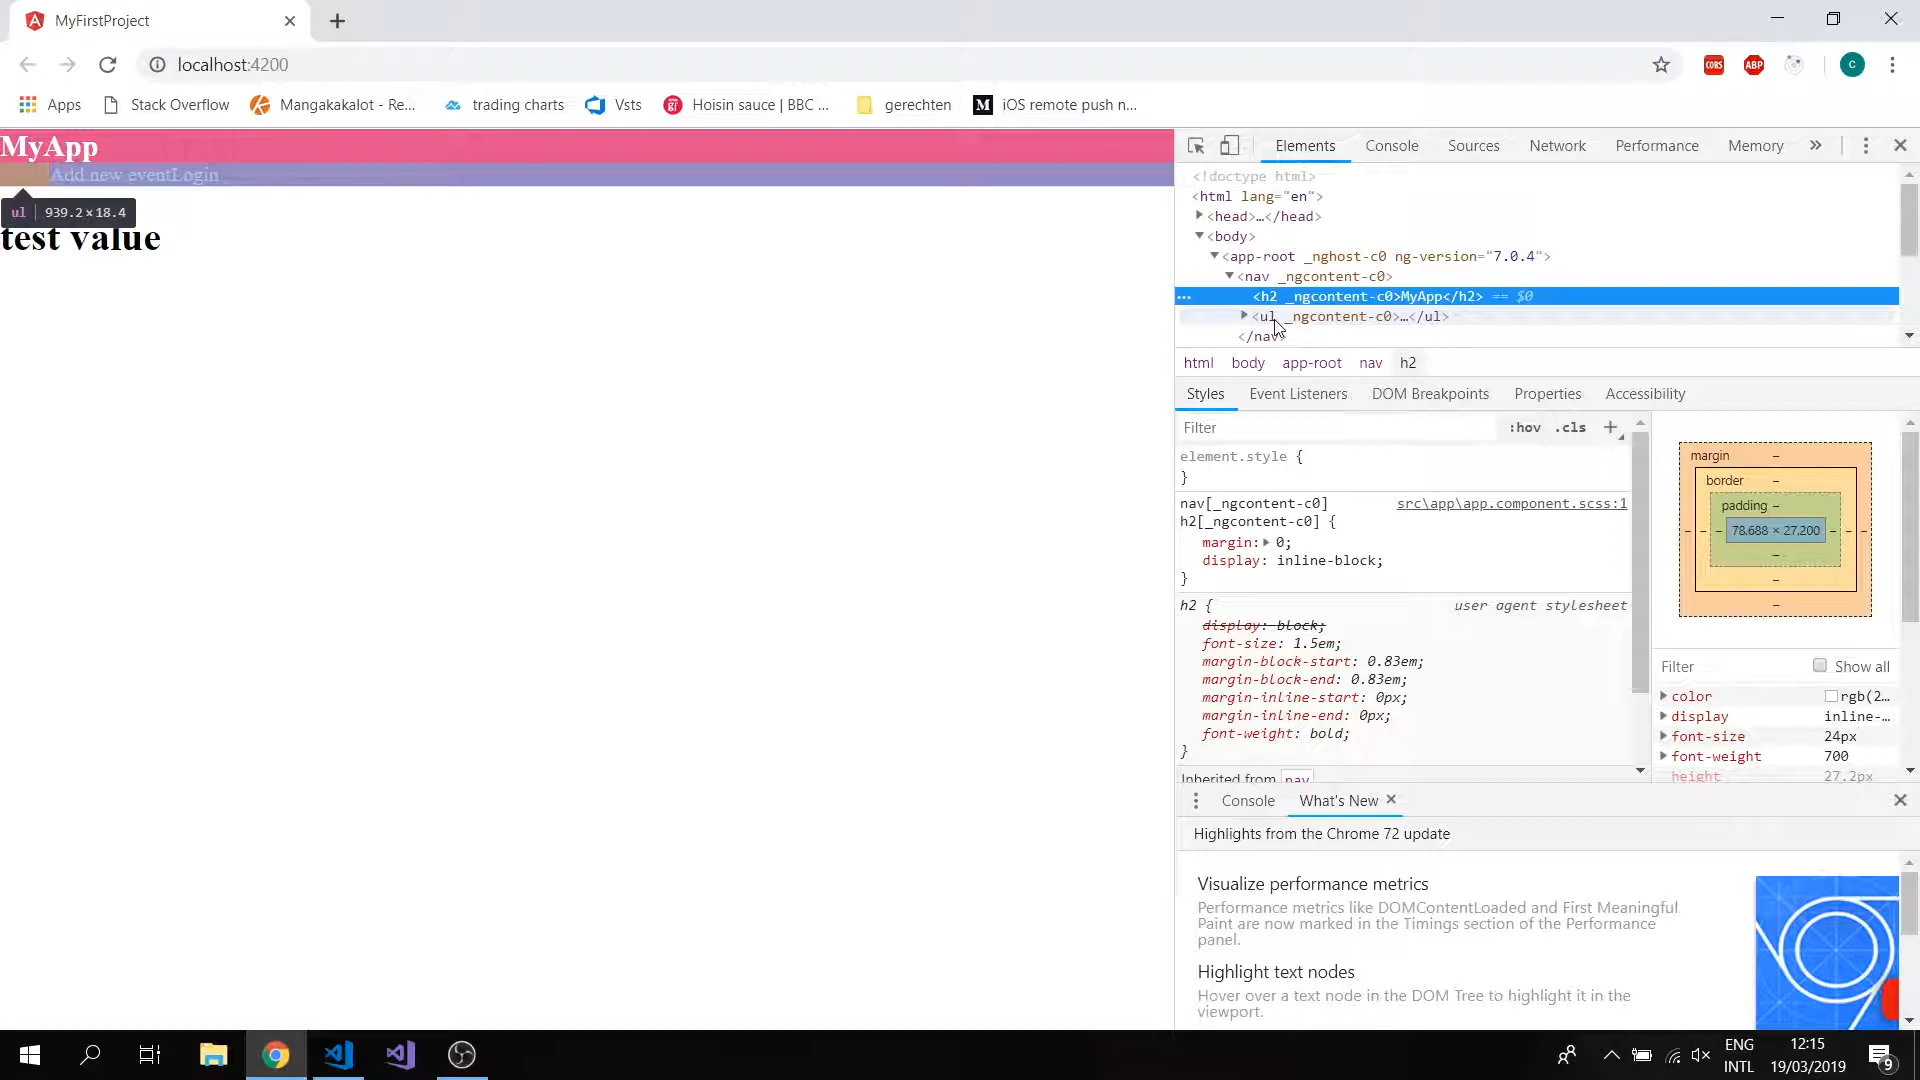 MyFirstProject
localhost:4200
CORS
ABP
C
Apps
Stack Overflow
Mangakakalot - Re...
trading charts
Vsts
gf
Hoisin sauce | BBC ...
gerechten
M
iOS remote push n...
MyApp
Add new eventLogin
ul 939.2×18.4
test value
Elements Console Sources Network Performance Memory »
<!doctype html>
<html lang="en">
<head>…</head>
<body>
<app-root _nghost-c0 ng-version="7.0.4">
<nav _ngcontent-c0>
... <h2 _ngcontent-c0>MyApp</h2> == $0
<ul _ngcontent-c0>…</ul>
</nav>
html body app-root nav h2
Styles Event Listeners DOM Breakpoints Properties Accessibility
Filter :hov .cls +
element.style {
}
nav[_ngcontent-c0] src\app\app.component.scss:1
h2[_ngcontent-c0] {
margin: 0;
display: inline-block;
}
h2 { user agent stylesheet
display: block;
font-size: 1.5em;
margin-block-start: 0.83em;
margin-block-end: 0.83em;
margin-inline-start: 0px;
margin-inline-end: 0px;
font-weight: bold;
}
Inherited from nav
margin –
border –
padding –
– – – 78.688 × 27.200 – – –
–
–
–
Filter Show all
color rgb(2…
display inline-…
font-size 24px
font-weight 700
height 27.2px
Console What's New
Highlights from the Chrome 72 update
Visualize performance metrics
Performance metrics like DOMContentLoaded and First Meaningful
Paint are now marked in the Timings section of the Performance
panel.
Highlight text nodes
Hover over a text node in the DOM Tree to highlight it in the
viewport.
ENG
INTL
12:15
19/03/2019
9